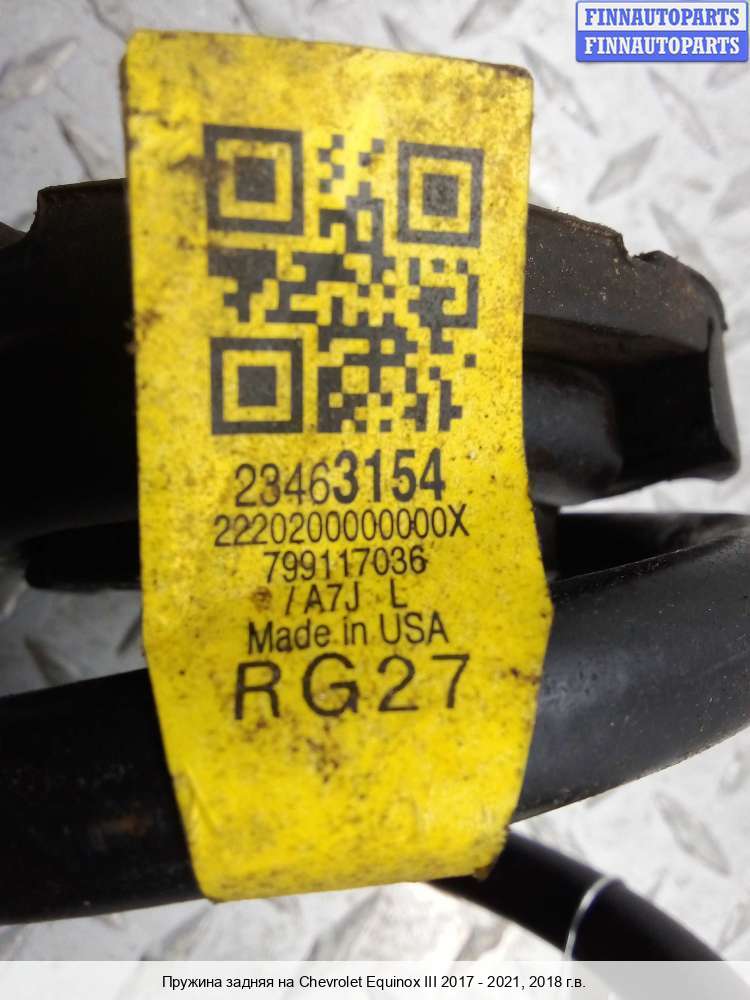 FINNAUTOPARTS
FINNAUTOPARTS
23463154
2220200000000X
799117036
/ A7J L
Made in USA
RG27
Пружина задняя на Chevrolet Equinox III 2017 - 2021, 2018 г.в.